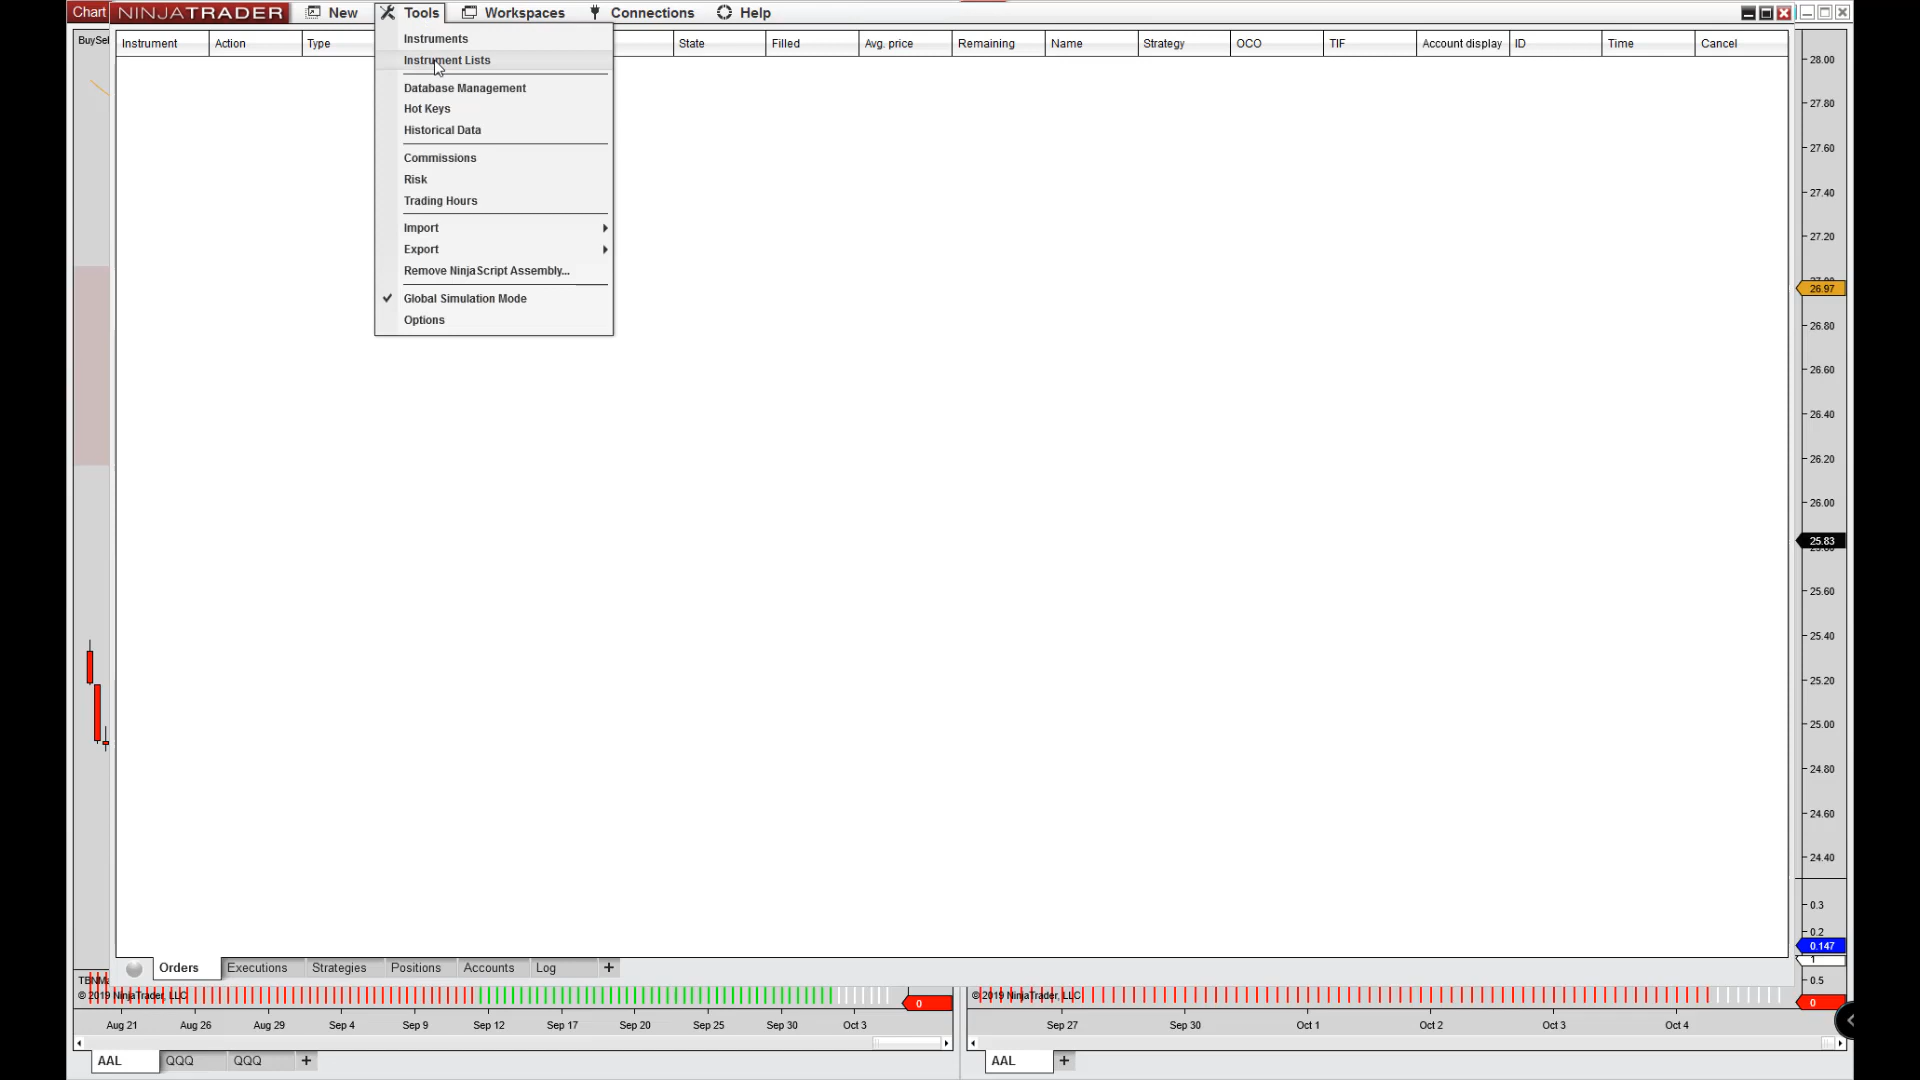 Chart NINJATRADER New Tools Workspaces Connections Help
BuySel
Instrument Action Type State Filled Avg. price Remaining Name Strategy OCO TIF Account display ID Time Cancel
Instruments
Instrument Lists
Database Management
Hot Keys
Historical Data
Commissions
Risk
Trading Hours
Import
Export
Remove NinjaScript Assembly...
Global Simulation Mode
Options
28.00
27.80
27.60
27.40
27.20
26.97
26.80
26.60
26.40
26.20
26.00
25.83
25.60
25.40
25.20
25.00
24.80
24.60
24.40
0.3
0.2
0.147
1
0.5
0
Orders Executions Strategies Positions Accounts Log +
TBNMa
© 2019 NinjaTrader, LLC
0
© 2019 NinjaTrader, LLC
Aug 21 Aug 26 Aug 29 Sep 4 Sep 9 Sep 12 Sep 17 Sep 20 Sep 25 Sep 30 Oct 3
Sep 27 Sep 30 Oct 1 Oct 2 Oct 3 Oct 4
AAL QQQ QQQ +
AAL +